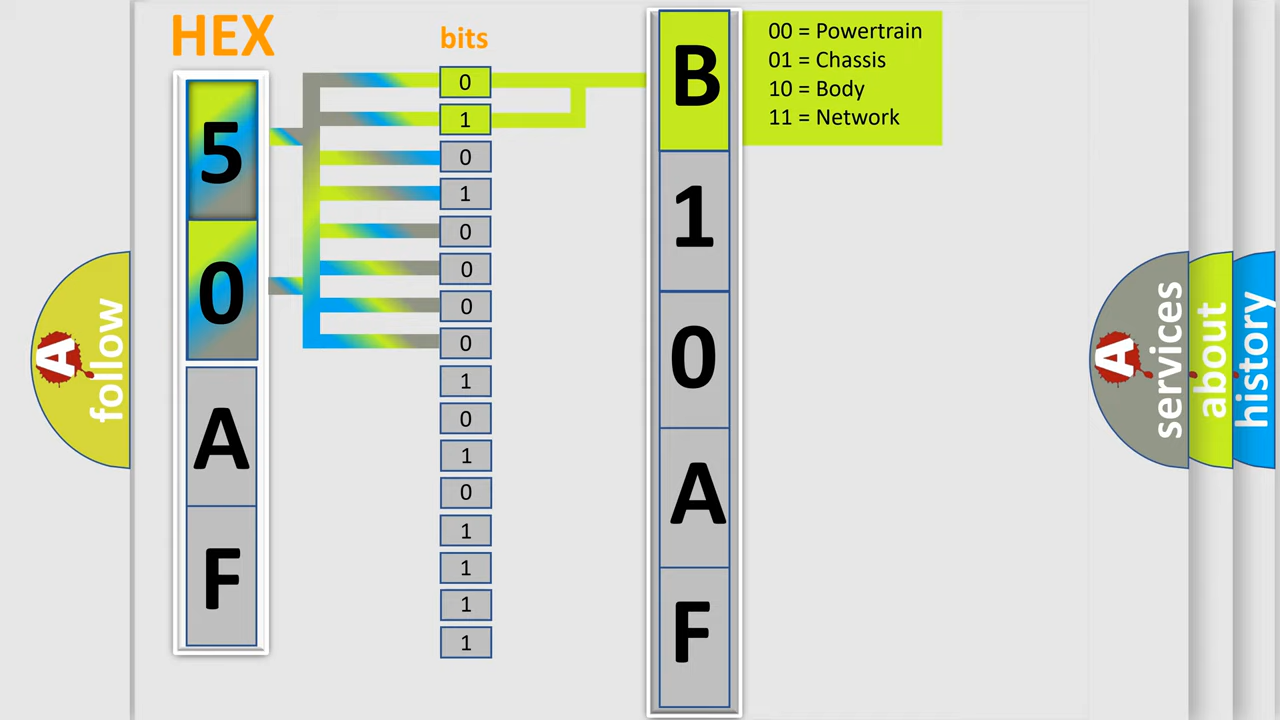 HEX
bits
5
0
A
F
0
1
0
1
0
0
0
0
1
0
1
0
1
1
1
1
B
1
0
A
F
00 = Powertrain
01 = Chassis
10 = Body
11 = Network
A
follow
A
services
about
history